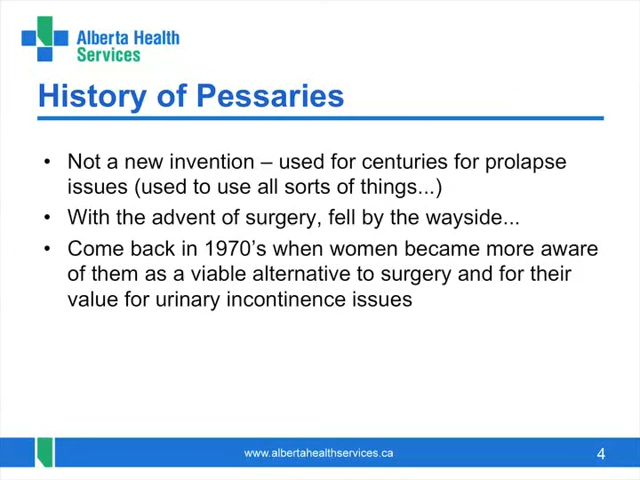 Alberta Health
Services
History of Pessaries
• Not a new invention – used for centuries for prolapse
issues (used to use all sorts of things...)
• With the advent of surgery, fell by the wayside...
• Come back in 1970's when women became more aware
of them as a viable alternative to surgery and for their
value for urinary incontinence issues
www.albertahealthservices.ca
4